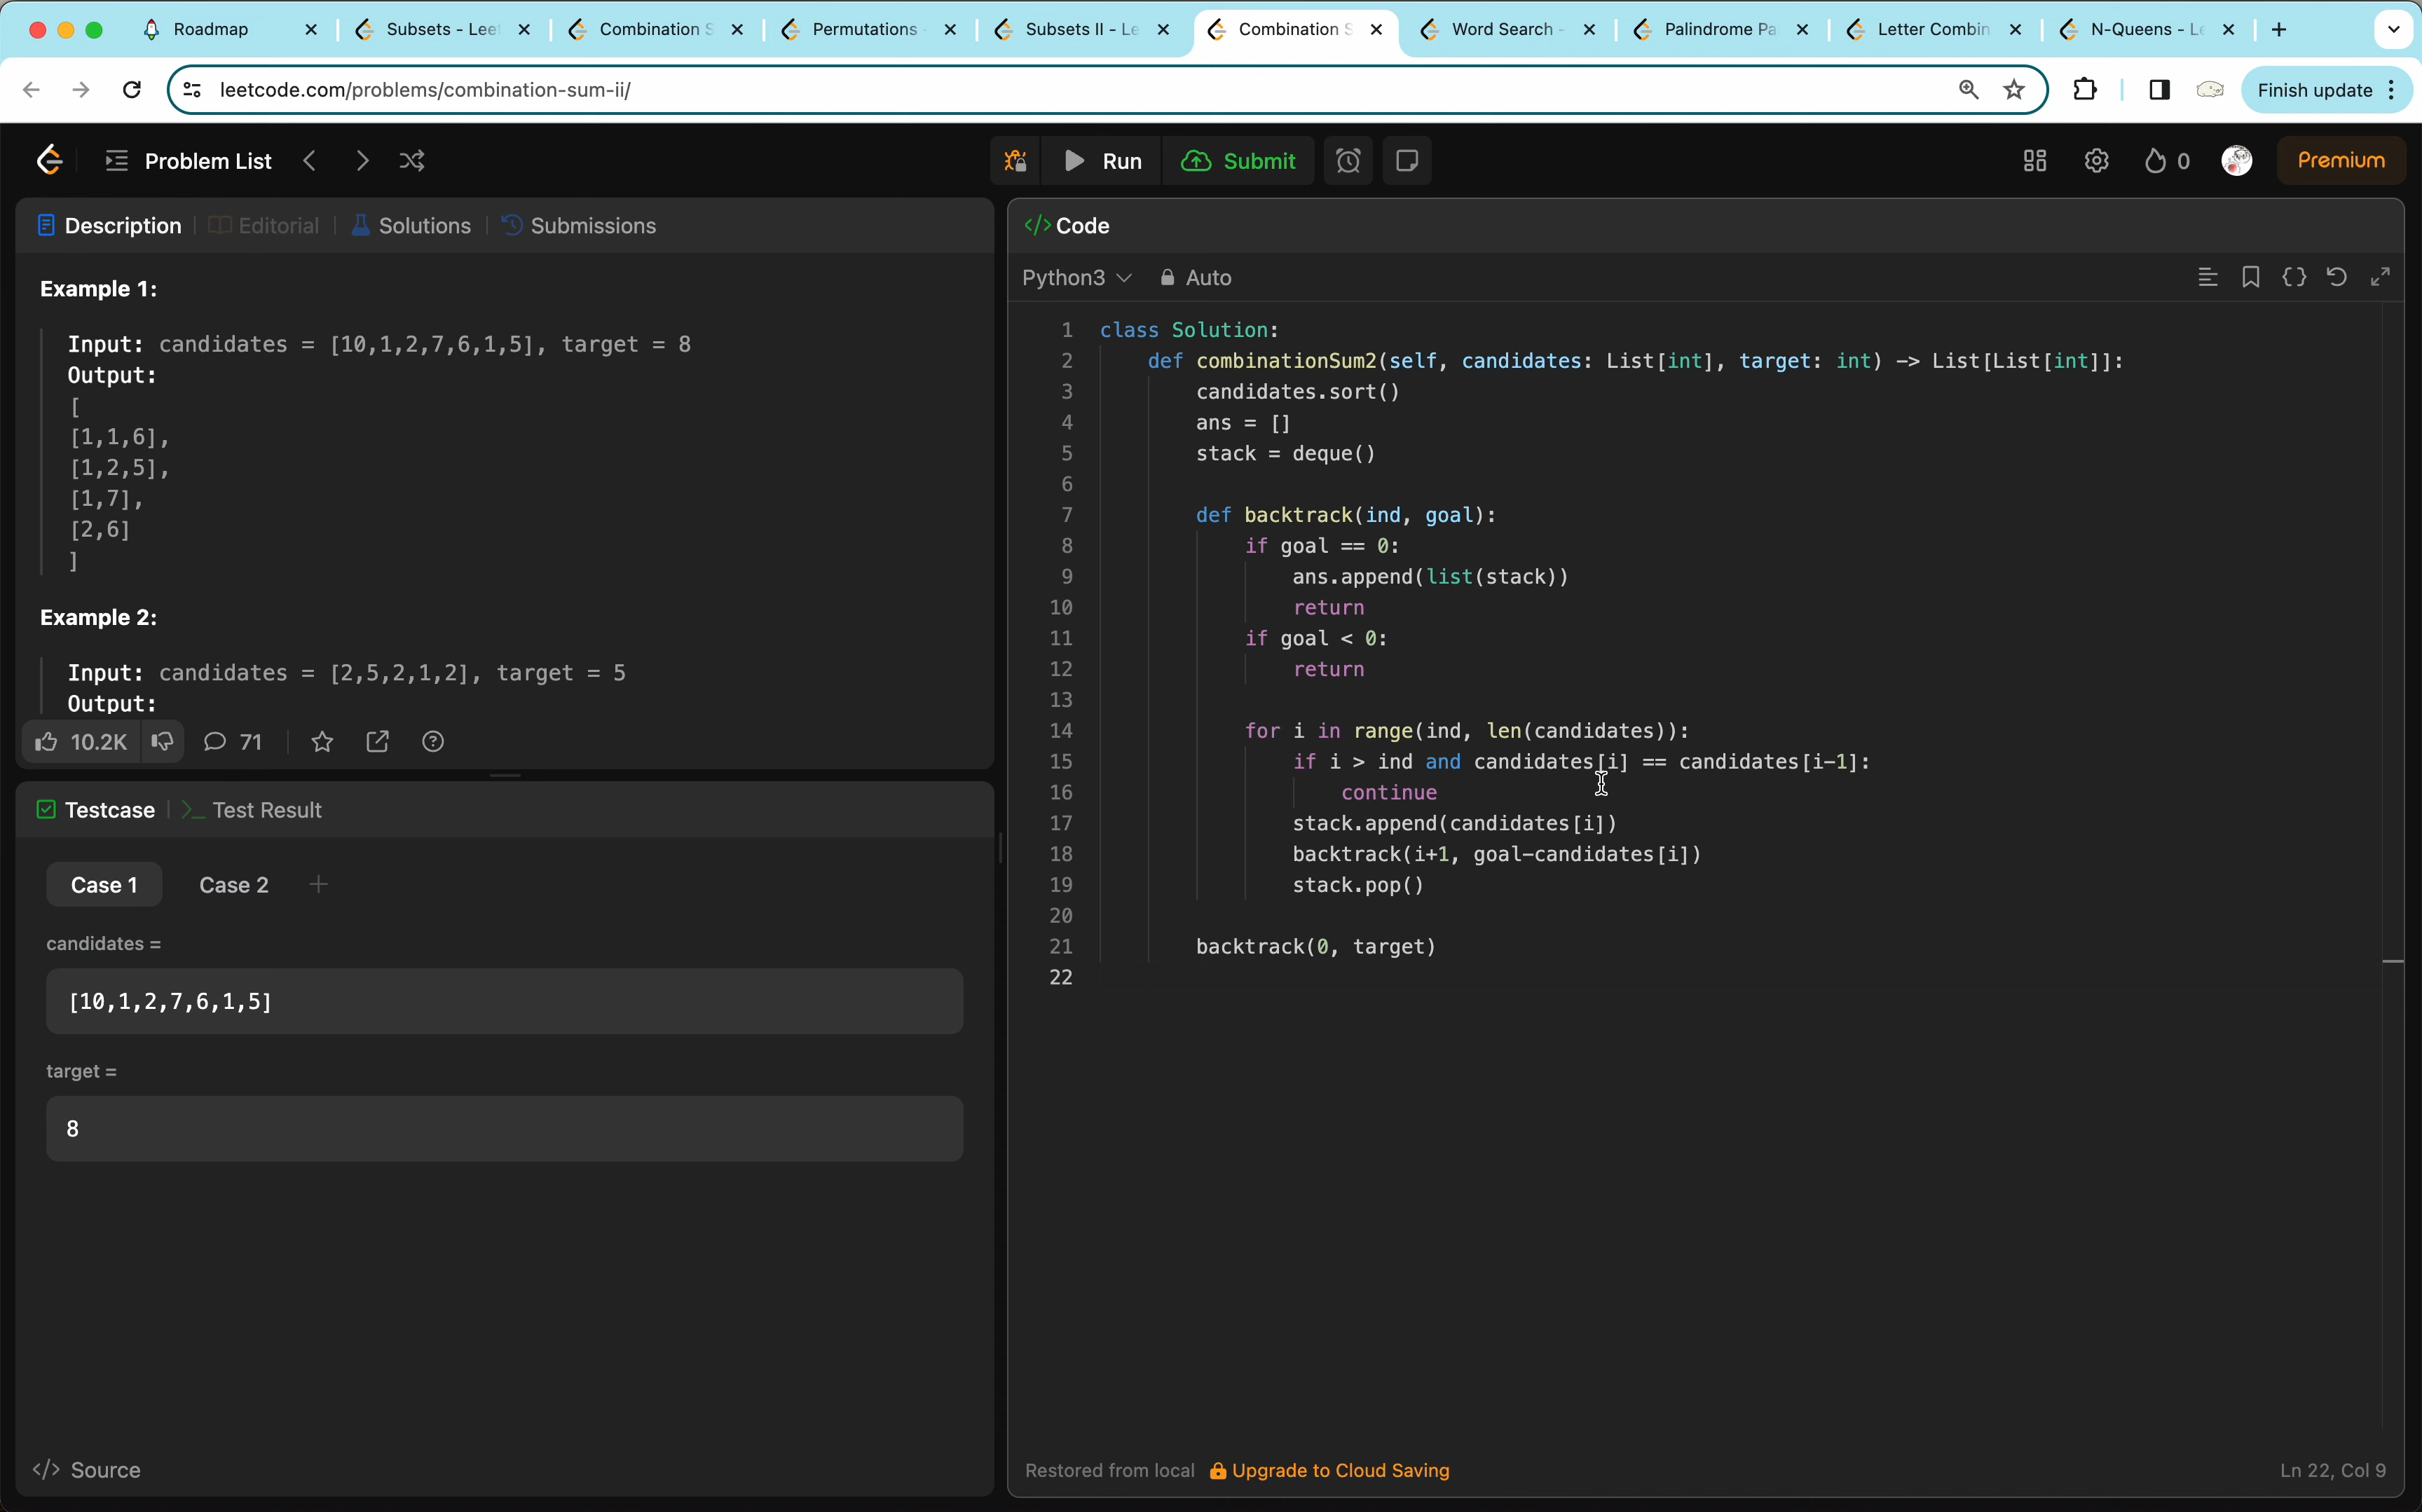 Roadmap
Subsets - Lee
Combination S
Permutations -
Subsets II - Le
Combination S
Word Search -
Palindrome Pa
Letter Combin
N-Queens - Le
leetcode.com/problems/combination-sum-ii/
Finish update
Problem List
Run
Submit
0
Premium
Description
Editorial
Solutions
Submissions
Example 1:
Input: candidates = [10,1,2,7,6,1,5], target = 8
Output:
[
[1,1,6],
[1,2,5],
[1,7],
[2,6]
]
Example 2:
Input: candidates = [2,5,2,1,2], target = 5
Output:
10.2K
71
Testcase
Test Result
Case 1
Case 2
candidates =
[10,1,2,7,6,1,5]
target =
8
</> Source
</> Code
Python3
Auto
1 class Solution:
2 def combinationSum2(self, candidates: List[int], target: int) -> List[List[int]]:
3 candidates.sort()
4 ans = []
5 stack = deque()
6
7 def backtrack(ind, goal):
8 if goal == 0:
9 ans.append(list(stack))
10 return
11 if goal < 0:
12 return
13
14 for i in range(ind, len(candidates)):
15 if i > ind and candidates[i] == candidates[i-1]:
16 continue
17 stack.append(candidates[i])
18 backtrack(i+1, goal-candidates[i])
19 stack.pop()
20
21 backtrack(0, target)
22
Restored from local
Upgrade to Cloud Saving
Ln 22, Col 9